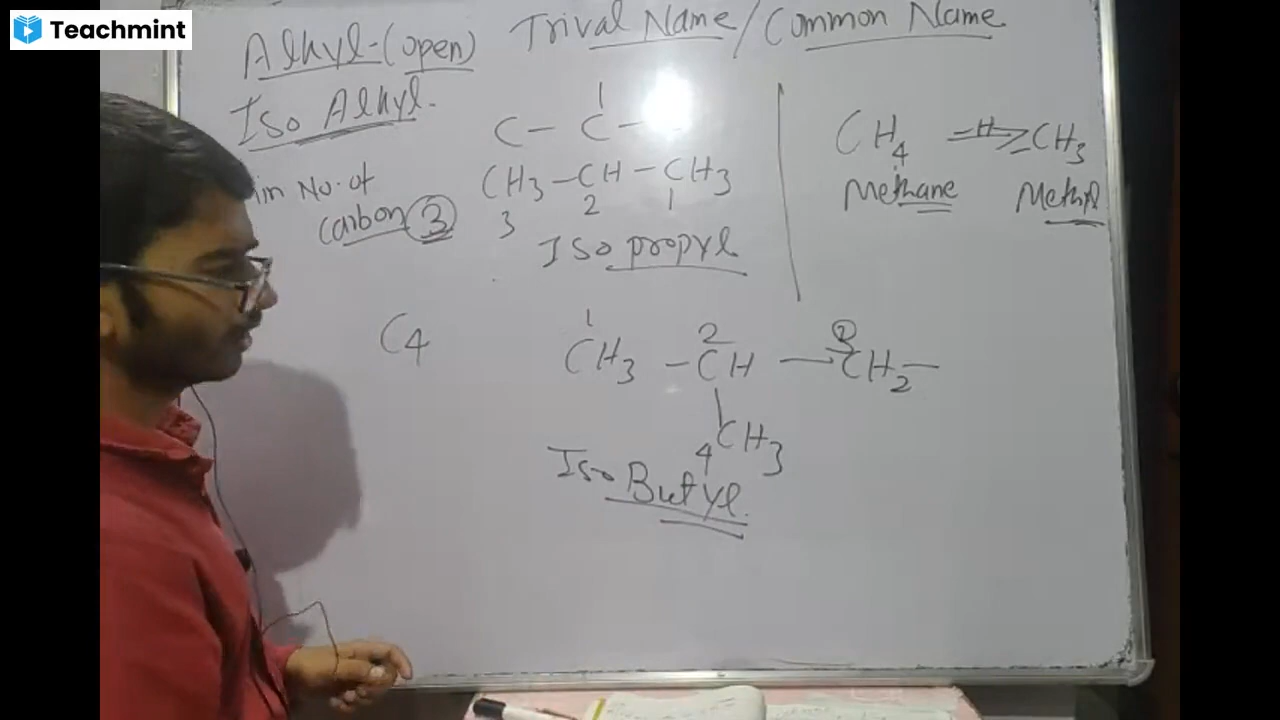 Teachmint
Alkyl-(open) Trival Name/Common Name
Iso Alkyl.
C - C -
CH4 -H => -CH3
Methane Methyl
in No. of
Carbon 3
CH3 - CH - CH3
3 2 1
Iso propyl
C4
1 2 3
CH3 - CH - CH2 -
4 CH3
Iso Butyl.